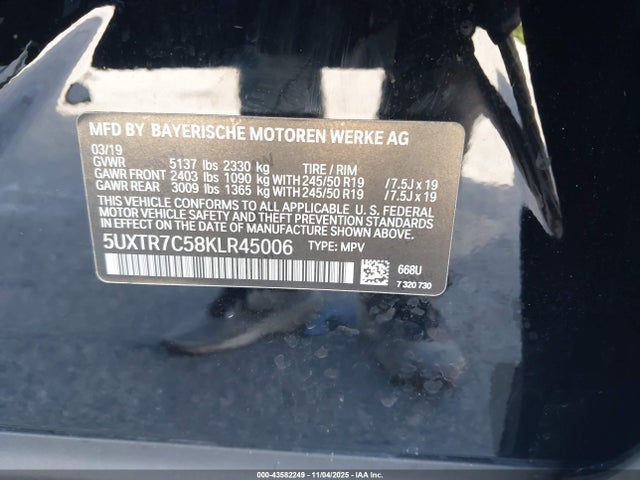 MFD BY BAYERISCHE MOTOREN WERKE AG
03/19
GVWR 5137 lbs 2330 kg TIRE / RIM
GAWR FRONT 2403 lbs 1090 kg WITH 245/50 R19 /7.5J x 19
GAWR REAR 3009 lbs 1365 kg WITH 245/50 R19 /7.5J x 19
THIS VEHICLE CONFORMS TO ALL APPLICABLE U. S. FEDERAL
MOTOR VEHICLE SAFETY AND THEFT PREVENTION STANDARDS
IN EFFECT ON THE DATE OF MANUFACTURE SHOWN ABOVE.
5UXTR7C58KLR45006 TYPE: MPV
668U
7 320 730
000-43582249 - 11/04/2025 - IAA Inc.